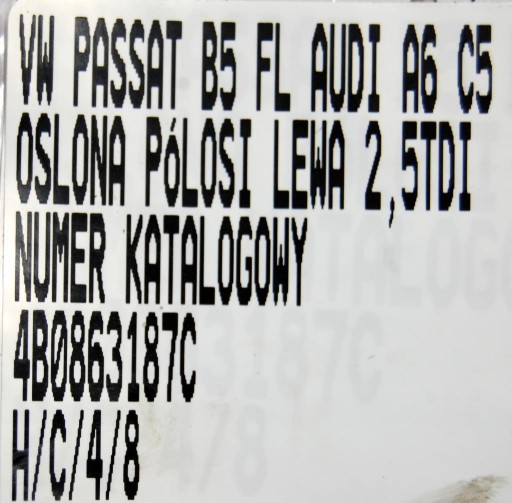 VW PASSAT B5 FL AUDI A6 C5
OSLONA PóLOSI LEWA 2,5TDI
NUMER KATALOGOWY
4B0863187C
H/C/4/8